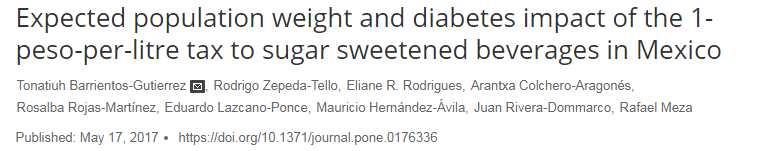 Expected population weight and diabetes impact of the 1-
peso-per-litre tax to sugar sweetened beverages in Mexico
Tonatiuh Barrientos-Gutierrez, Rodrigo Zepeda-Tello, Eliane R. Rodrigues, Arantxa Colchero-Aragonés,
Rosalba Rojas-Martínez, Eduardo Lazcano-Ponce, Mauricio Hernández-Ávila, Juan Rivera-Dommarco, Rafael Meza
Published: May 17, 2017 • https://doi.org/10.1371/journal.pone.0176336